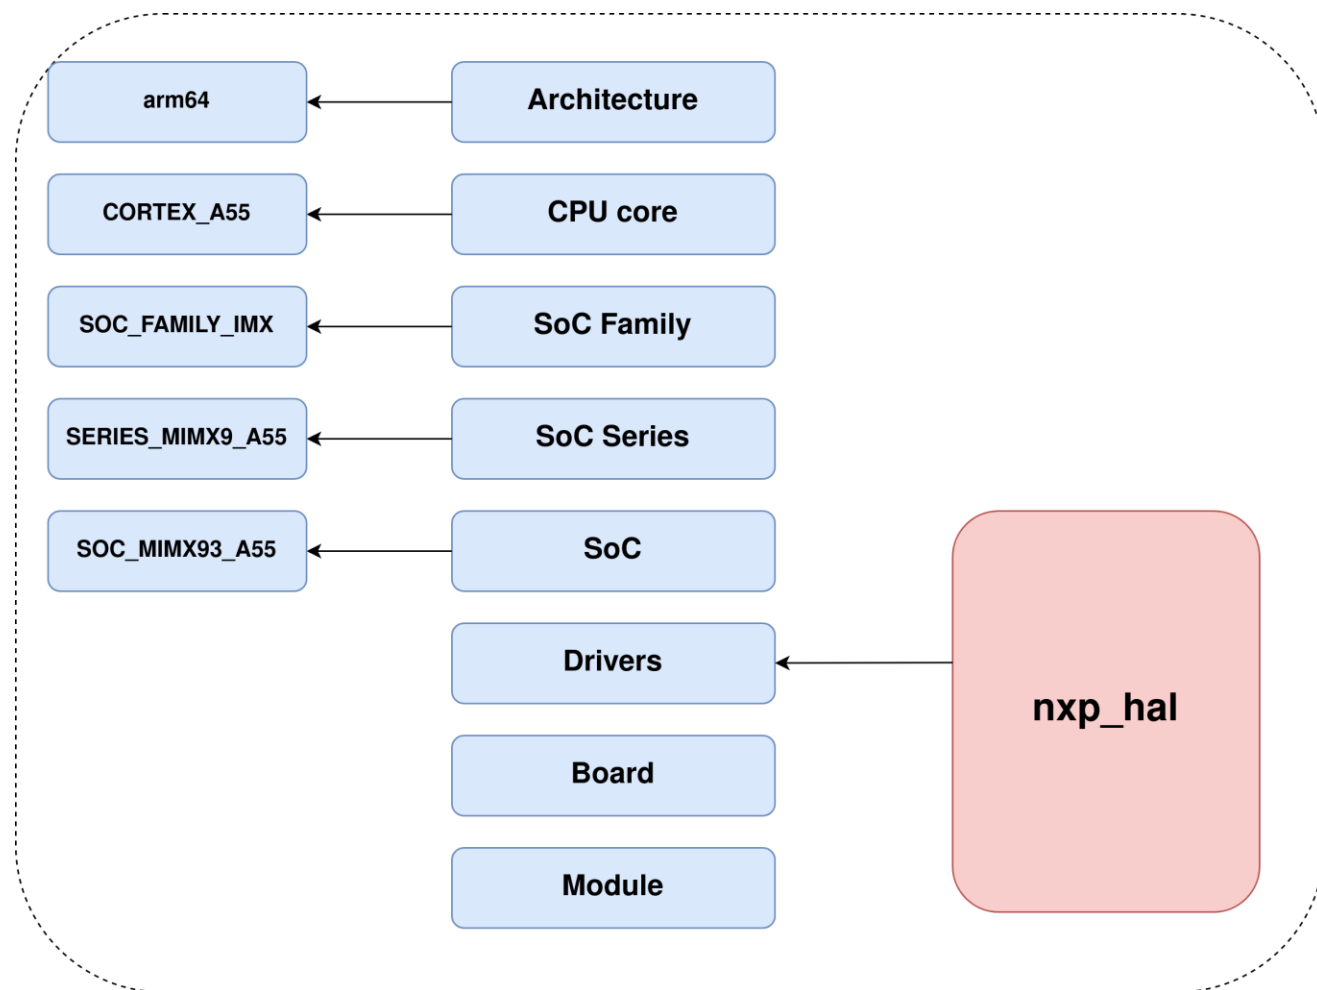 arm64
Architecture
CORTEX_A55
CPU core
SOC_FAMILY_IMX
SoC Family
SERIES_MIMX9_A55
SoC Series
SOC_MIMX93_A55
SoC
Drivers
nxp_hal
Board
Module